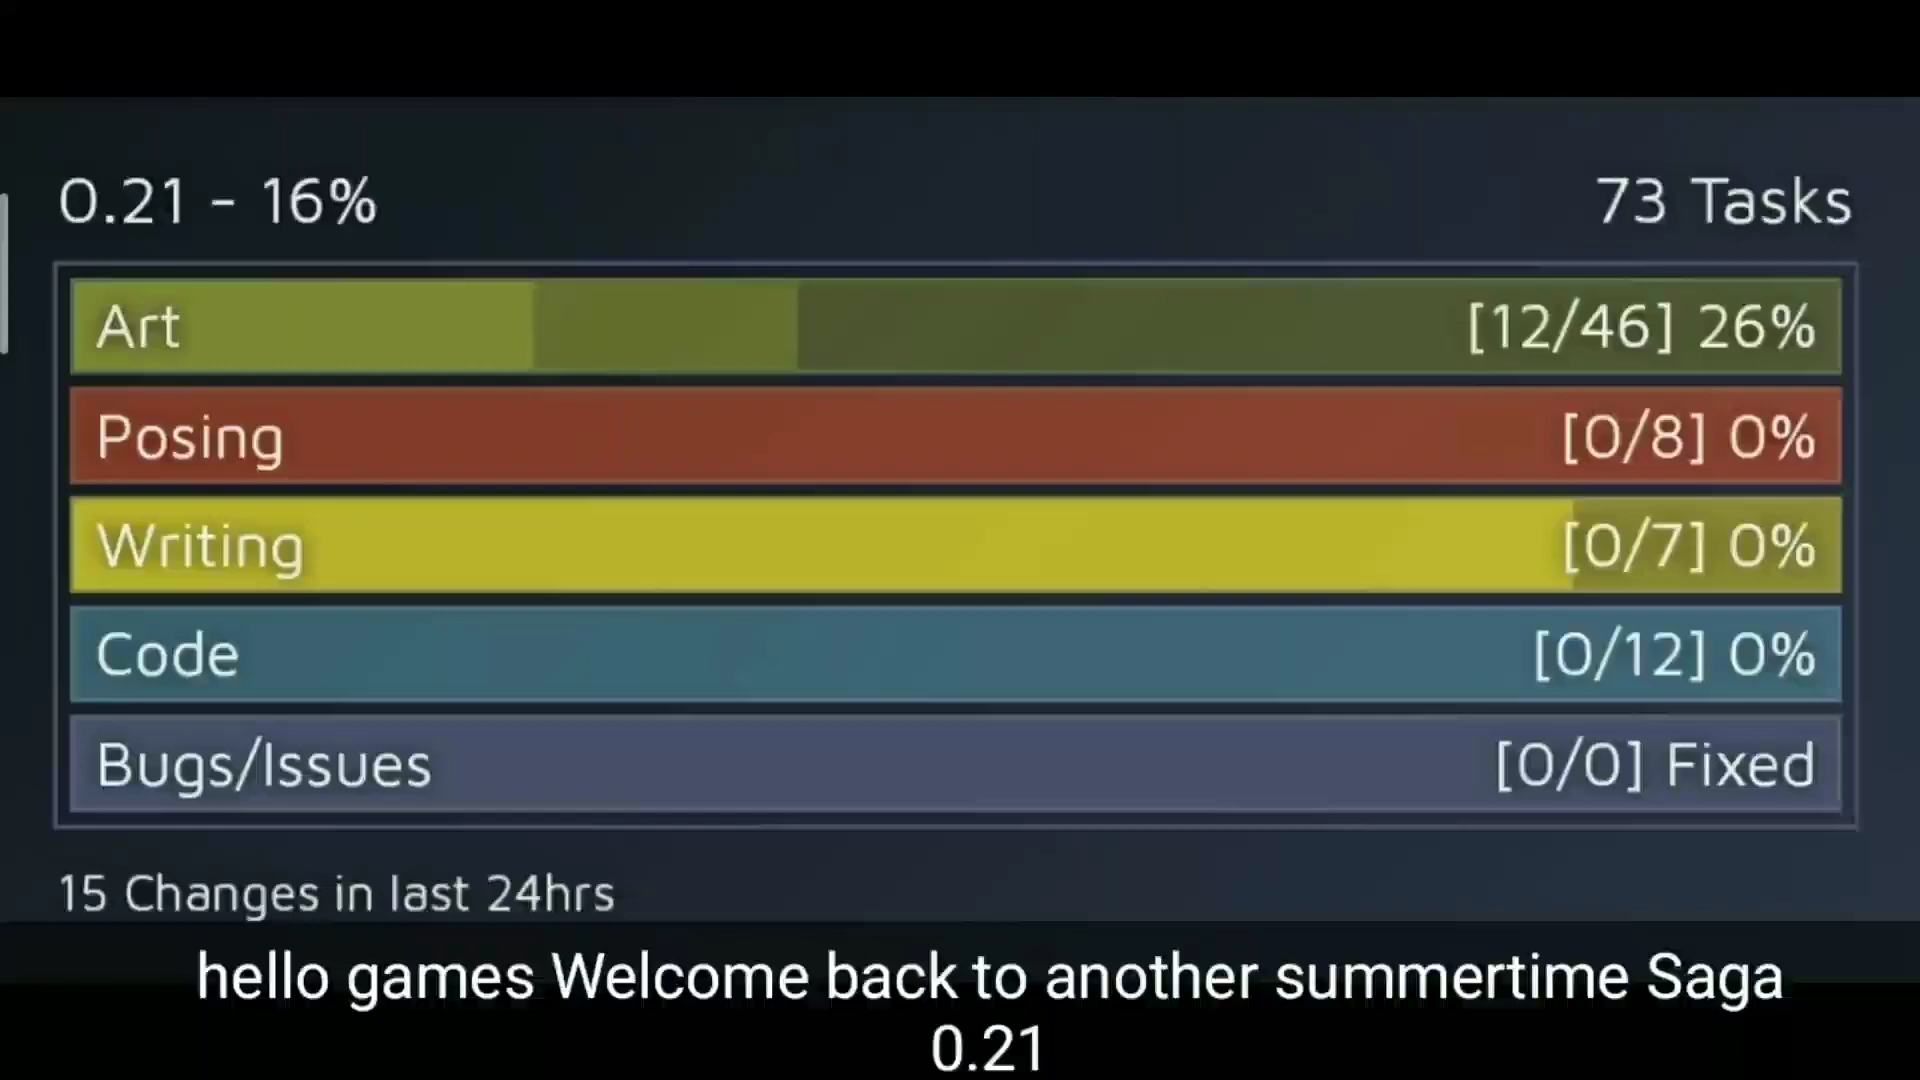 0.21 - 16%
73 Tasks
Art [12/46] 26%
Posing [0/8] 0%
Writing [0/7] 0%
Code [0/12] 0%
Bugs/Issues [0/0] Fixed
15 Changes in last 24hrs
hello games Welcome back to another summertime Saga
0.21